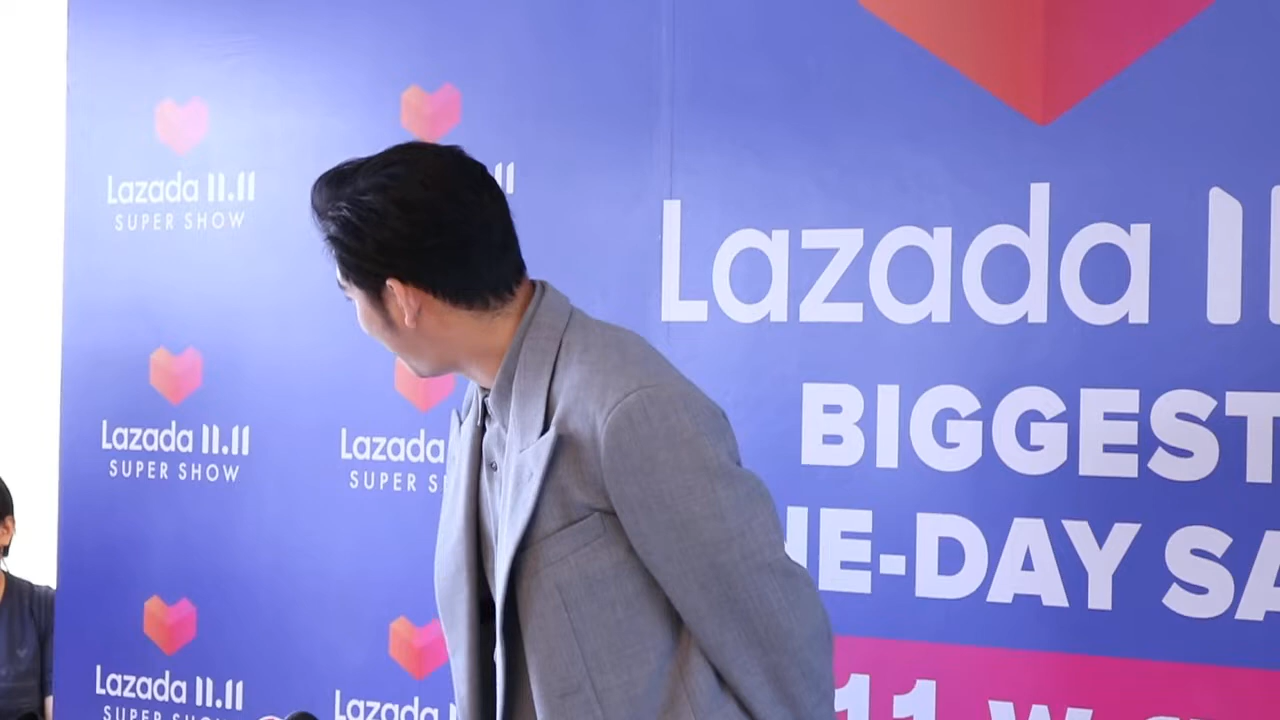 Lazada 11.11
SUPER SHOW
11
Lazada 11.11
SUPER SHOW
Lazada
SUPER
Lazada 11.11
SUPER SHOW
Lazada
Lazada 11
BIGGEST
NE-DAY SA
11